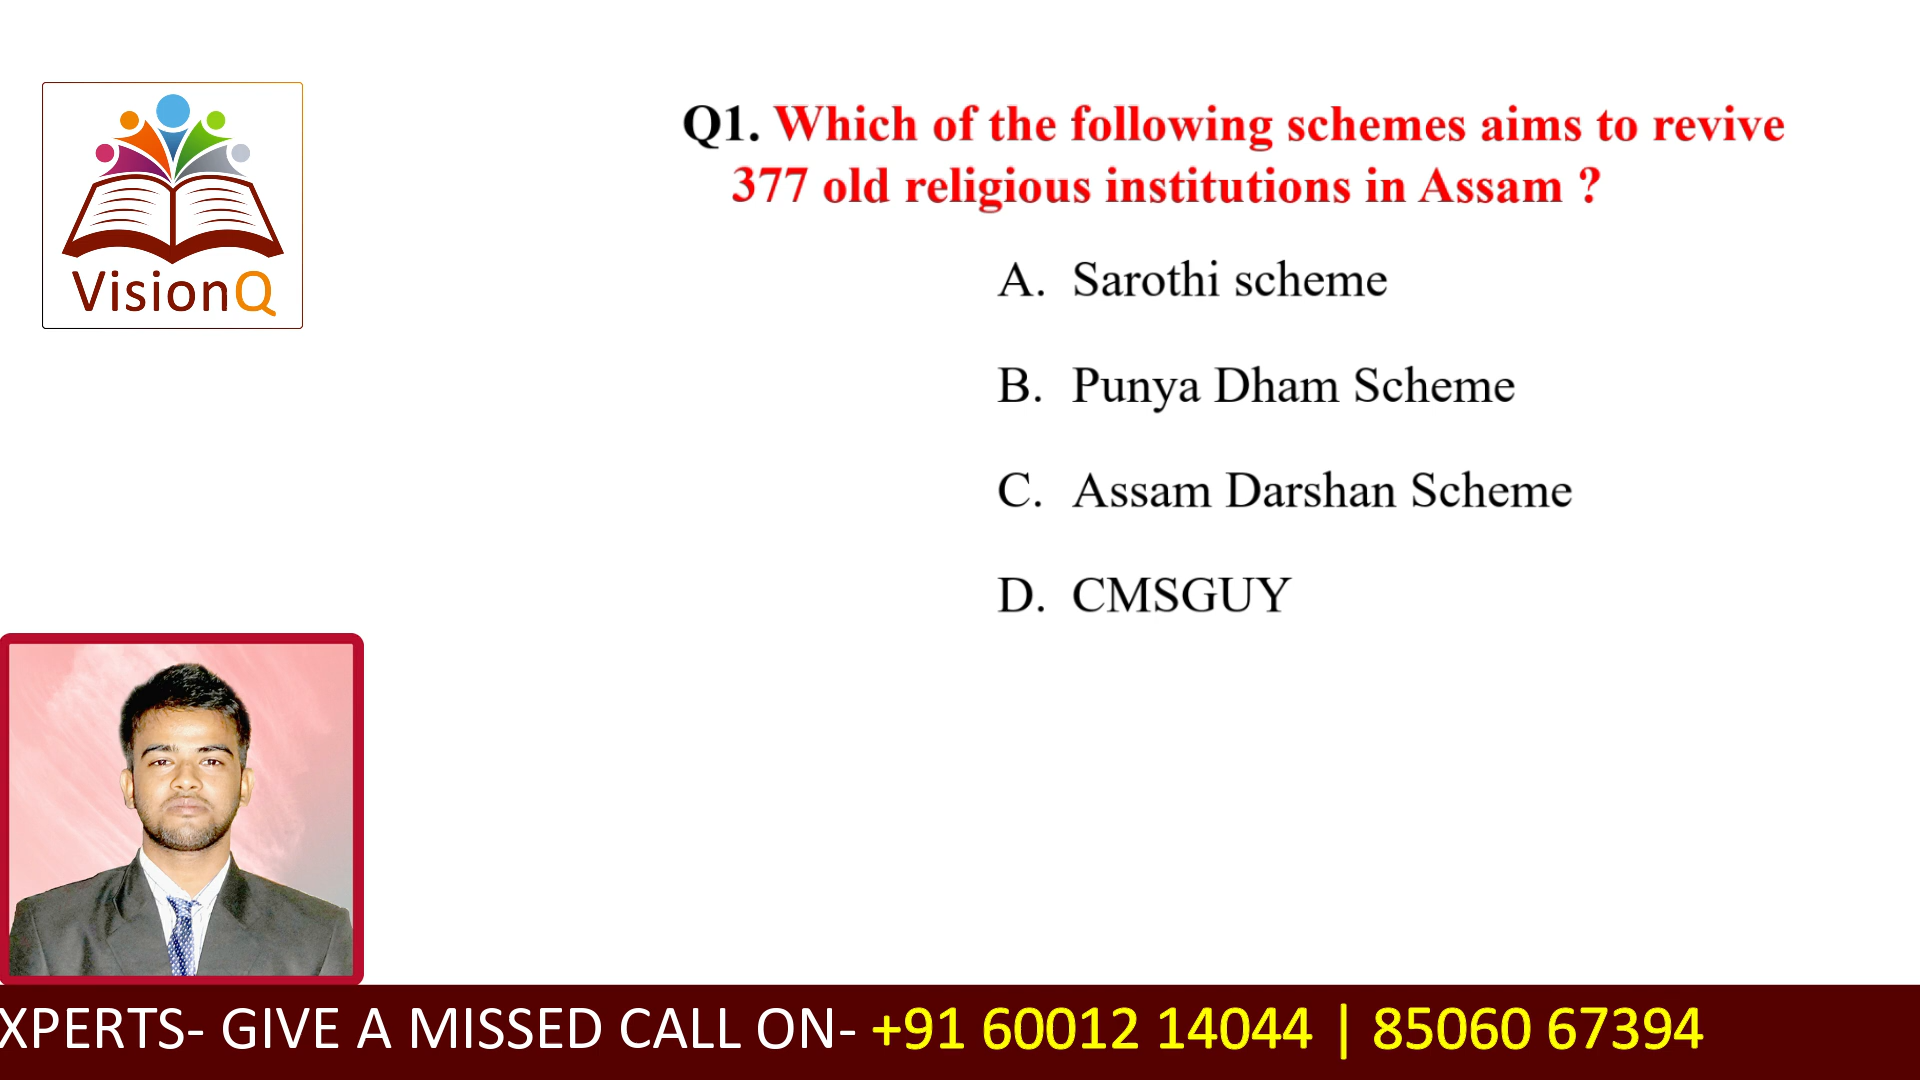 VisionQ
Q1. Which of the following schemes aims to revive
377 old religious institutions in Assam ?
A. Sarothi scheme
B. Punya Dham Scheme
C. Assam Darshan Scheme
D. CMSGUY
XPERTS- GIVE A MISSED CALL ON- +91 60012 14044 | 85060 67394